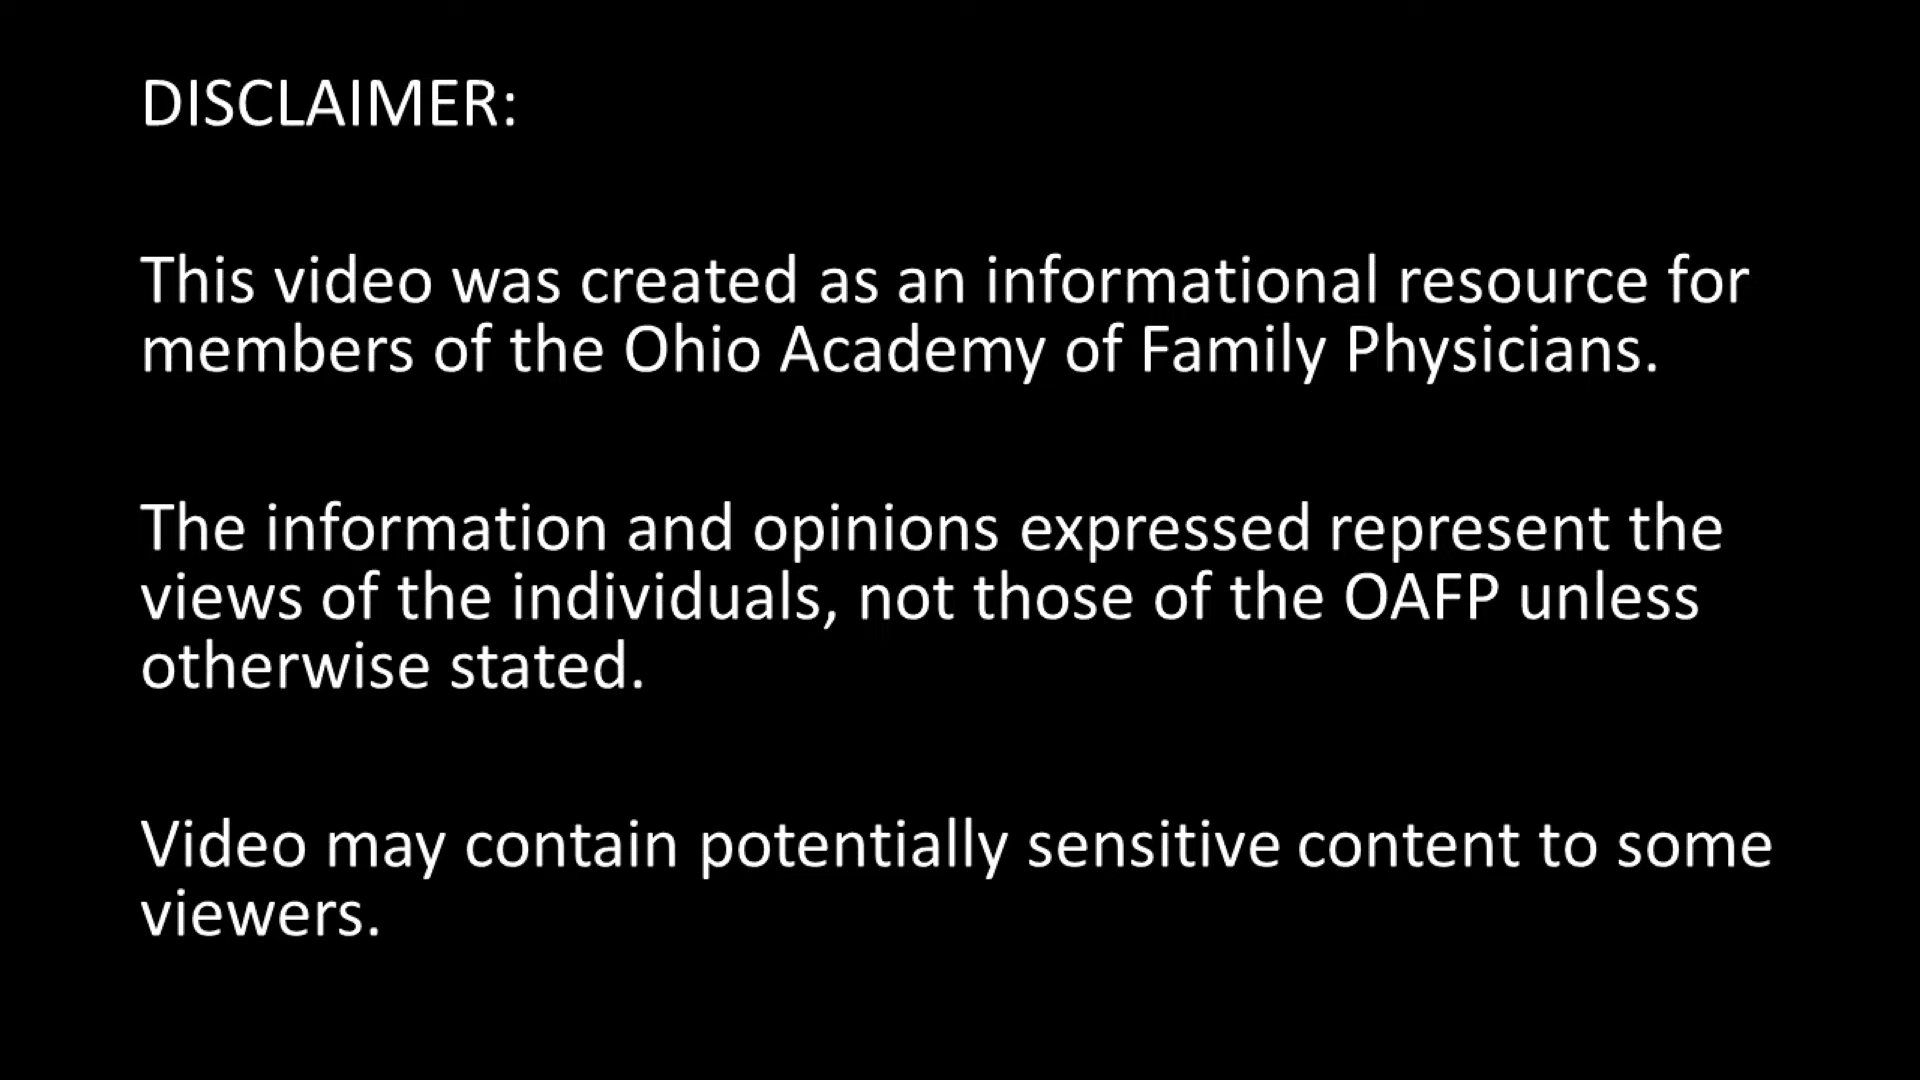 DISCLAIMER:
This video was created as an informational resource for
members of the Ohio Academy of Family Physicians.
The information and opinions expressed represent the
views of the individuals, not those of the OAFP unless
otherwise stated.
Video may contain potentially sensitive content to some
viewers.